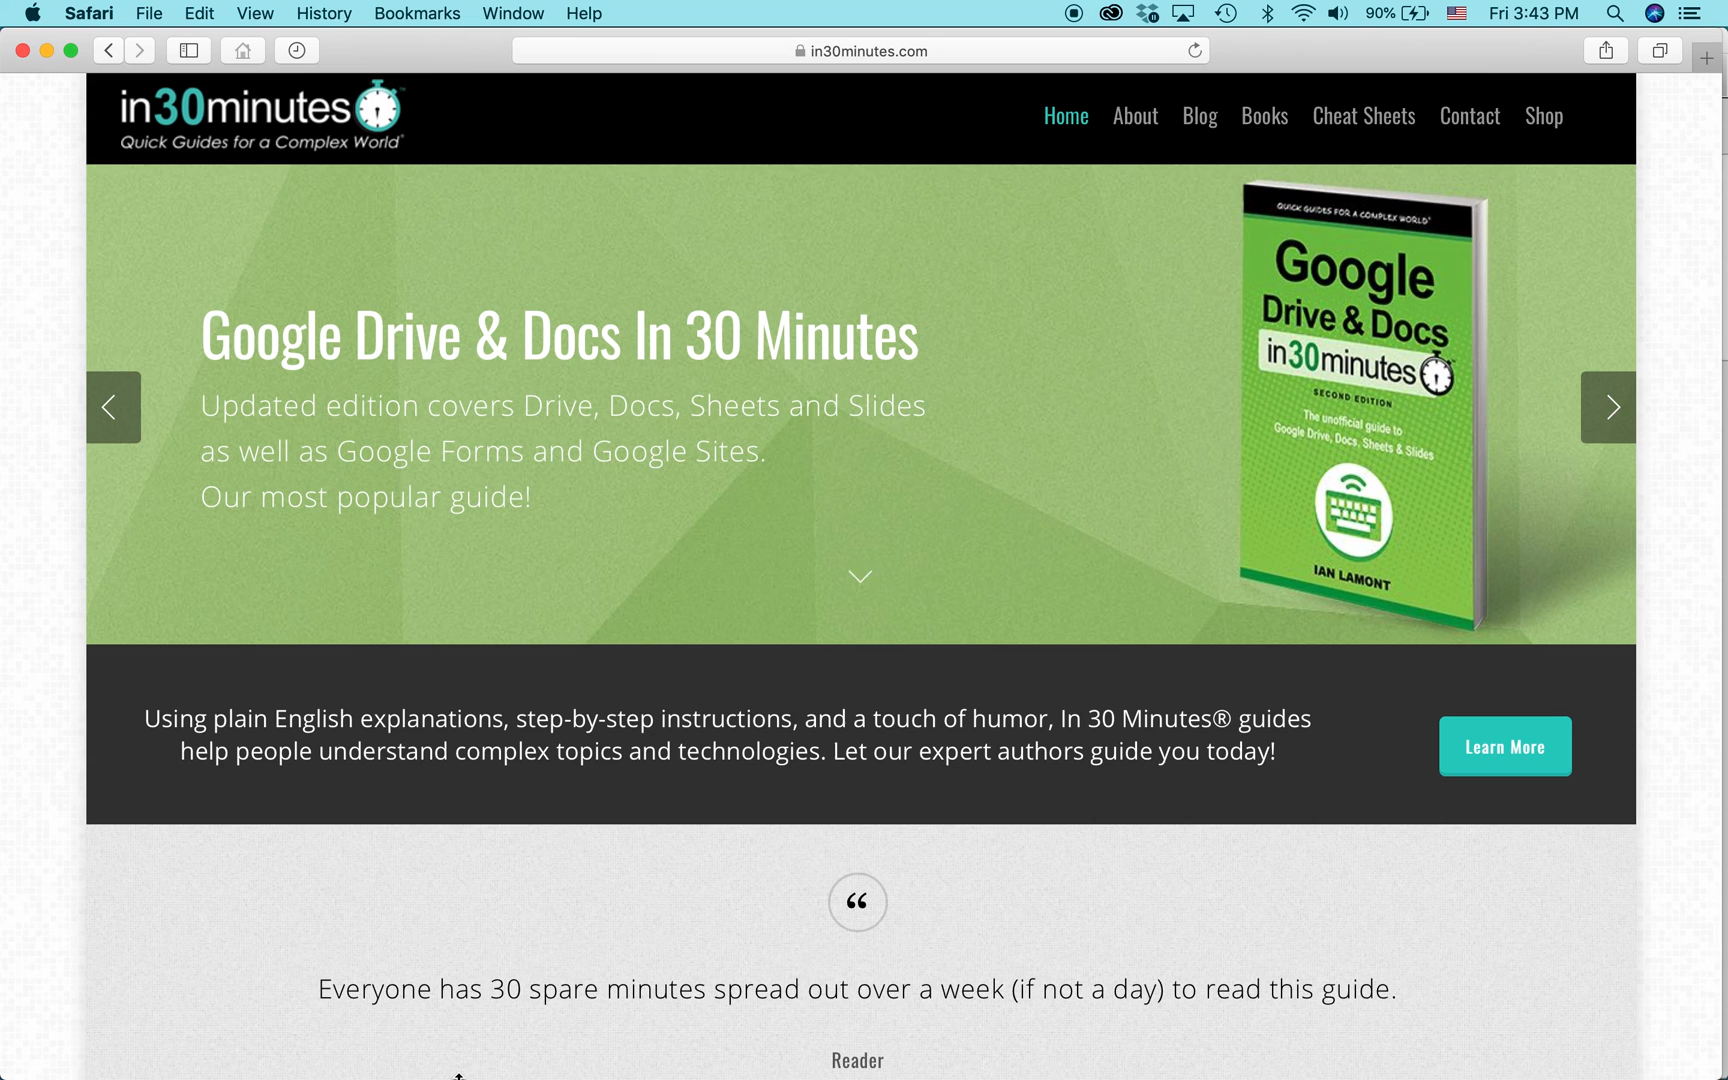 Safari File Edit View History Bookmarks Window Help 90% Fri 3:43 PM
in30minutes.com
in30minutes™
Quick Guides for a Complex World®
Home About Blog Books Cheat Sheets Contact Shop
Google Drive & Docs In 30 Minutes
Updated edition covers Drive, Docs, Sheets and Slides
as well as Google Forms and Google Sites.
Our most popular guide!
QUICK GUIDES FOR A COMPLEX WORLD®
Google
Drive & Docs
in30minutes™
SECOND EDITION
The unofficial guide to
Google Drive, Docs, Sheets & Slides
IAN LAMONT
Using plain English explanations, step-by-step instructions, and a touch of humor, In 30 Minutes® guides
help people understand complex topics and technologies. Let our expert authors guide you today!
Learn More
“
Everyone has 30 spare minutes spread out over a week (if not a day) to read this guide.
Reader